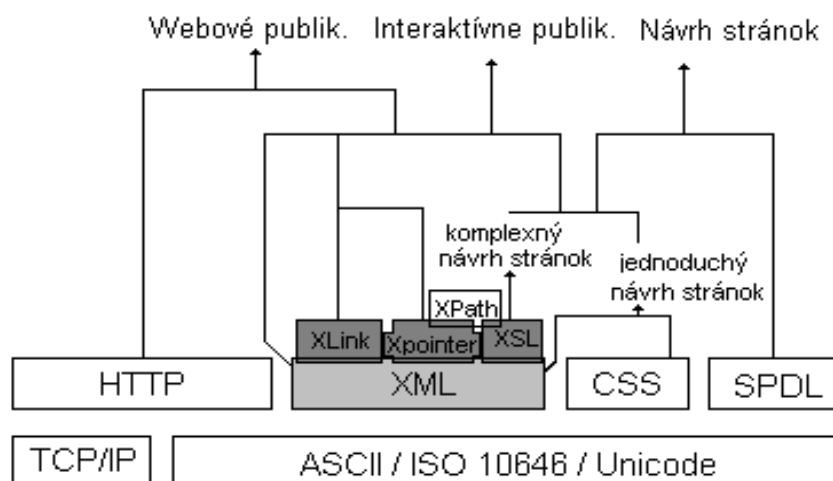 Webové publik. Interaktívne publik. Návrh stránok
komplexný
návrh stránok
jednoduchý
návrh stránok
XPath
XLink Xpointer XSL
HTTP XML CSS SPDL
TCP/IP ASCII / ISO 10646 / Unicode